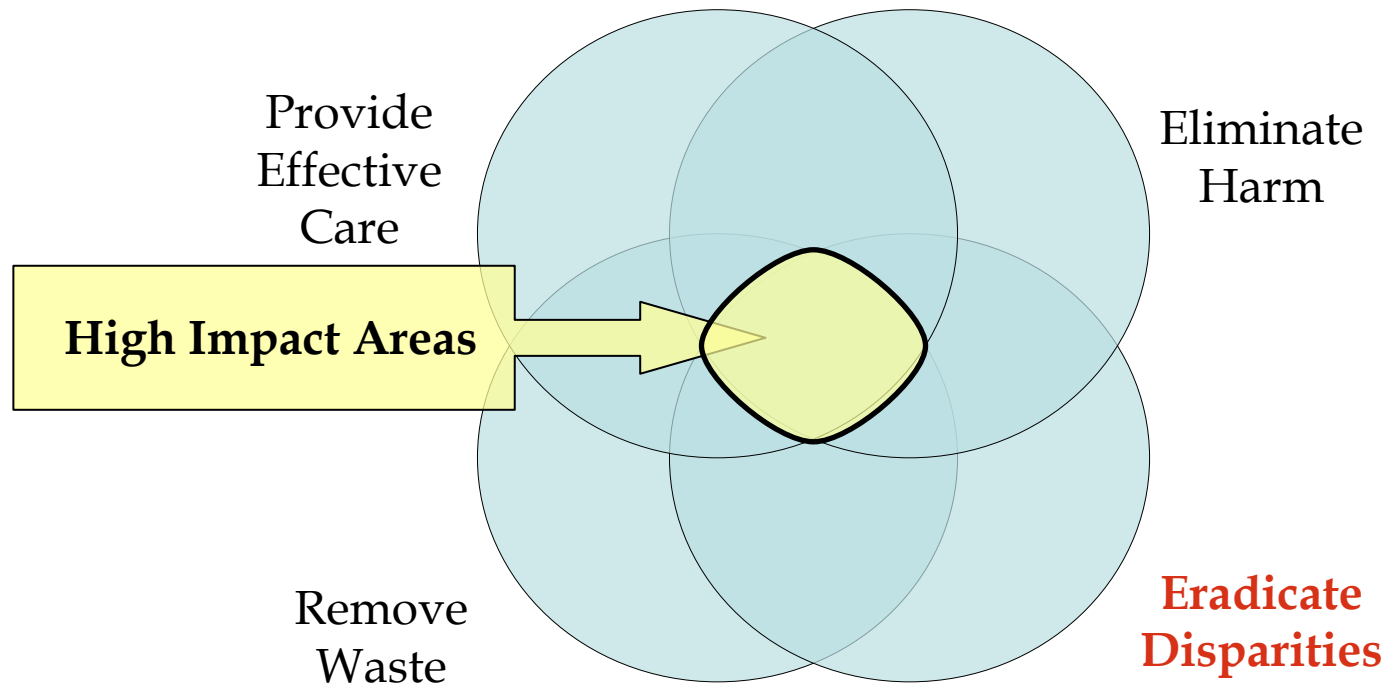 Provide
Effective
Care
Eliminate
Harm
High Impact Areas
Remove
Waste
Eradicate
Disparities